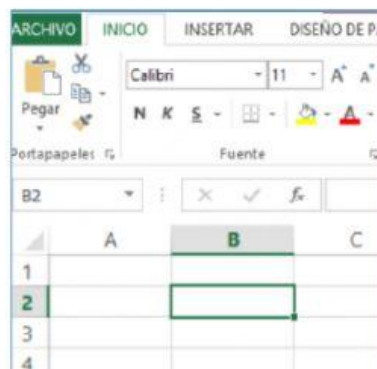 ARCHIVO INICIO INSERTAR DISEÑO DE P
Calibri 11 A A
Pegar
N K S A
Portapapeles Fuente
B2 fx
A B C
1
2
3
4